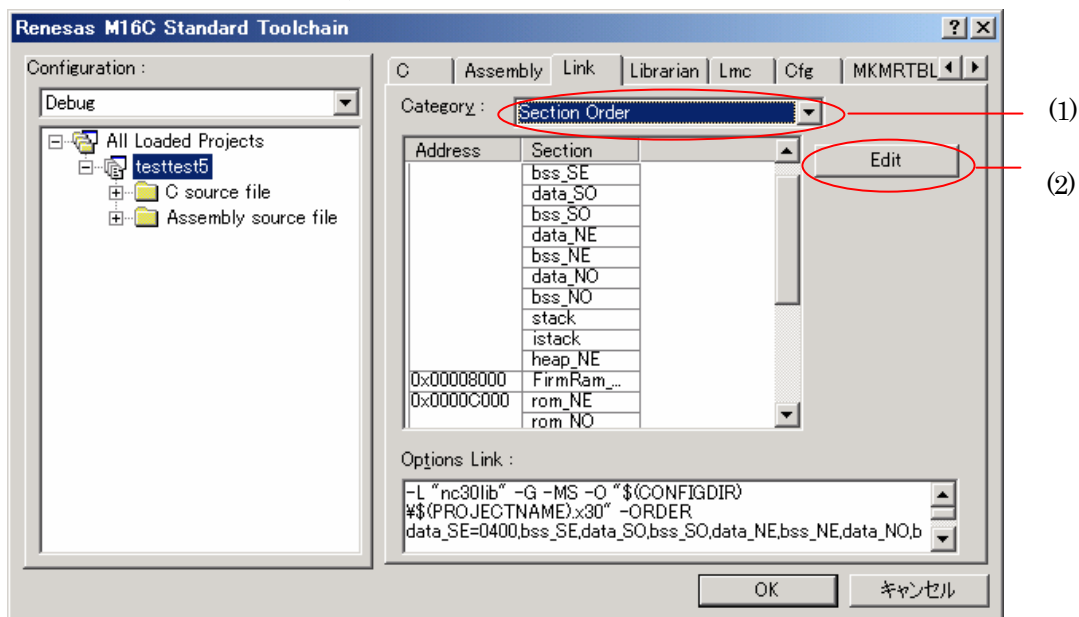 Renesas M16C Standard Toolchain
Configuration :
Debug
All Loaded Projects
testtest5
C source file
Assembly source file
C Assembly Link Librarian Lmc Cfg MKMRTBL
Category :
Section Order
(1)
Edit
(2)
Address Section
bss_SE
data_SO
bss_SO
data_NE
bss_NE
data_NO
bss_NO
stack
istack
heap_NE
0x00008000 FirmRam_...
0x0000C000 rom_NE
rom_NO
Options Link :
-L "nc30lib" -G -MS -O "$(CONFIGDIR)
¥$(PROJECTNAME).x30" -ORDER
data_SE=0400,bss_SE,data_SO,bss_SO,data_NE,bss_NE,data_NO,b
OK キャンセル